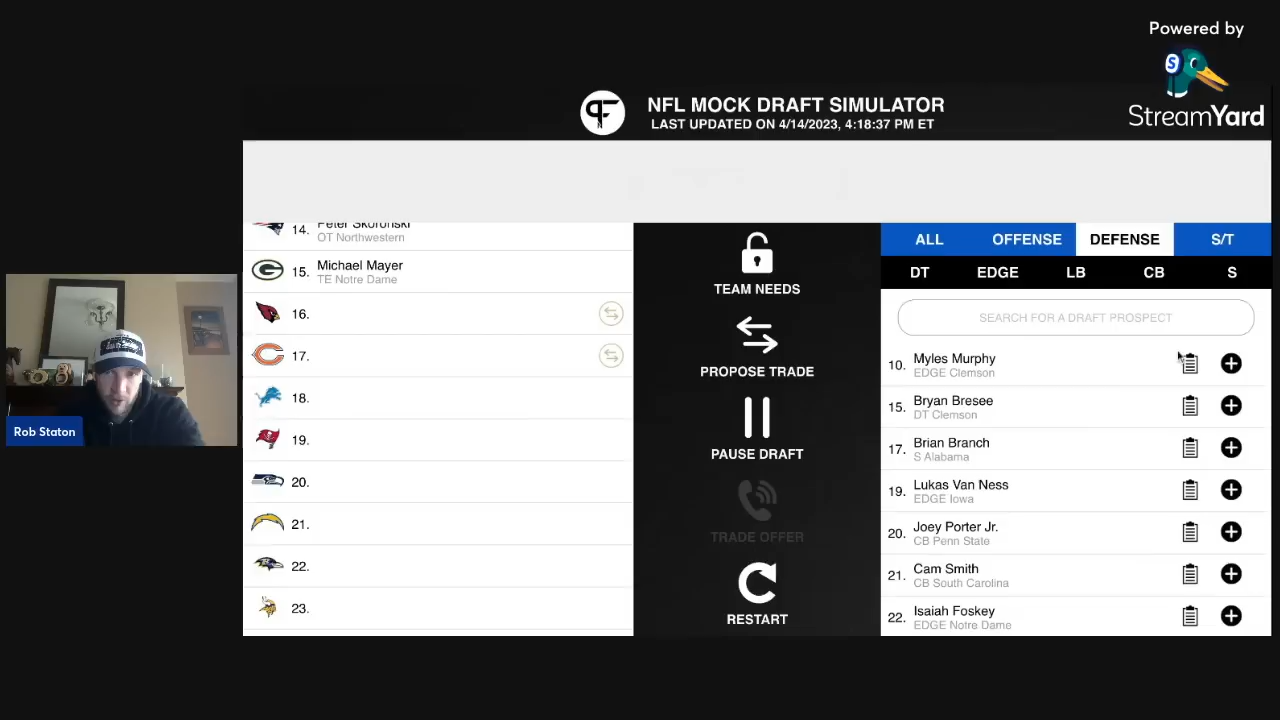 Powered by
S
StreamYard
PF
NFL MOCK DRAFT SIMULATOR
LAST UPDATED ON 4/14/2023, 4:18:37 PM ET
14. Peter Skoronski
OT Northwestern
15. Michael Mayer
TE Notre Dame
16.
17.
18.
19.
20.
21.
22.
23.
TEAM NEEDS
PROPOSE TRADE
PAUSE DRAFT
TRADE OFFER
RESTART
ALL OFFENSE DEFENSE S/T
DT EDGE LB CB S
SEARCH FOR A DRAFT PROSPECT
10. Myles Murphy
EDGE Clemson
15. Bryan Bresee
DT Clemson
17. Brian Branch
S Alabama
19. Lukas Van Ness
EDGE Iowa
20. Joey Porter Jr.
CB Penn State
21. Cam Smith
CB South Carolina
22. Isaiah Foskey
EDGE Notre Dame
Rob Staton